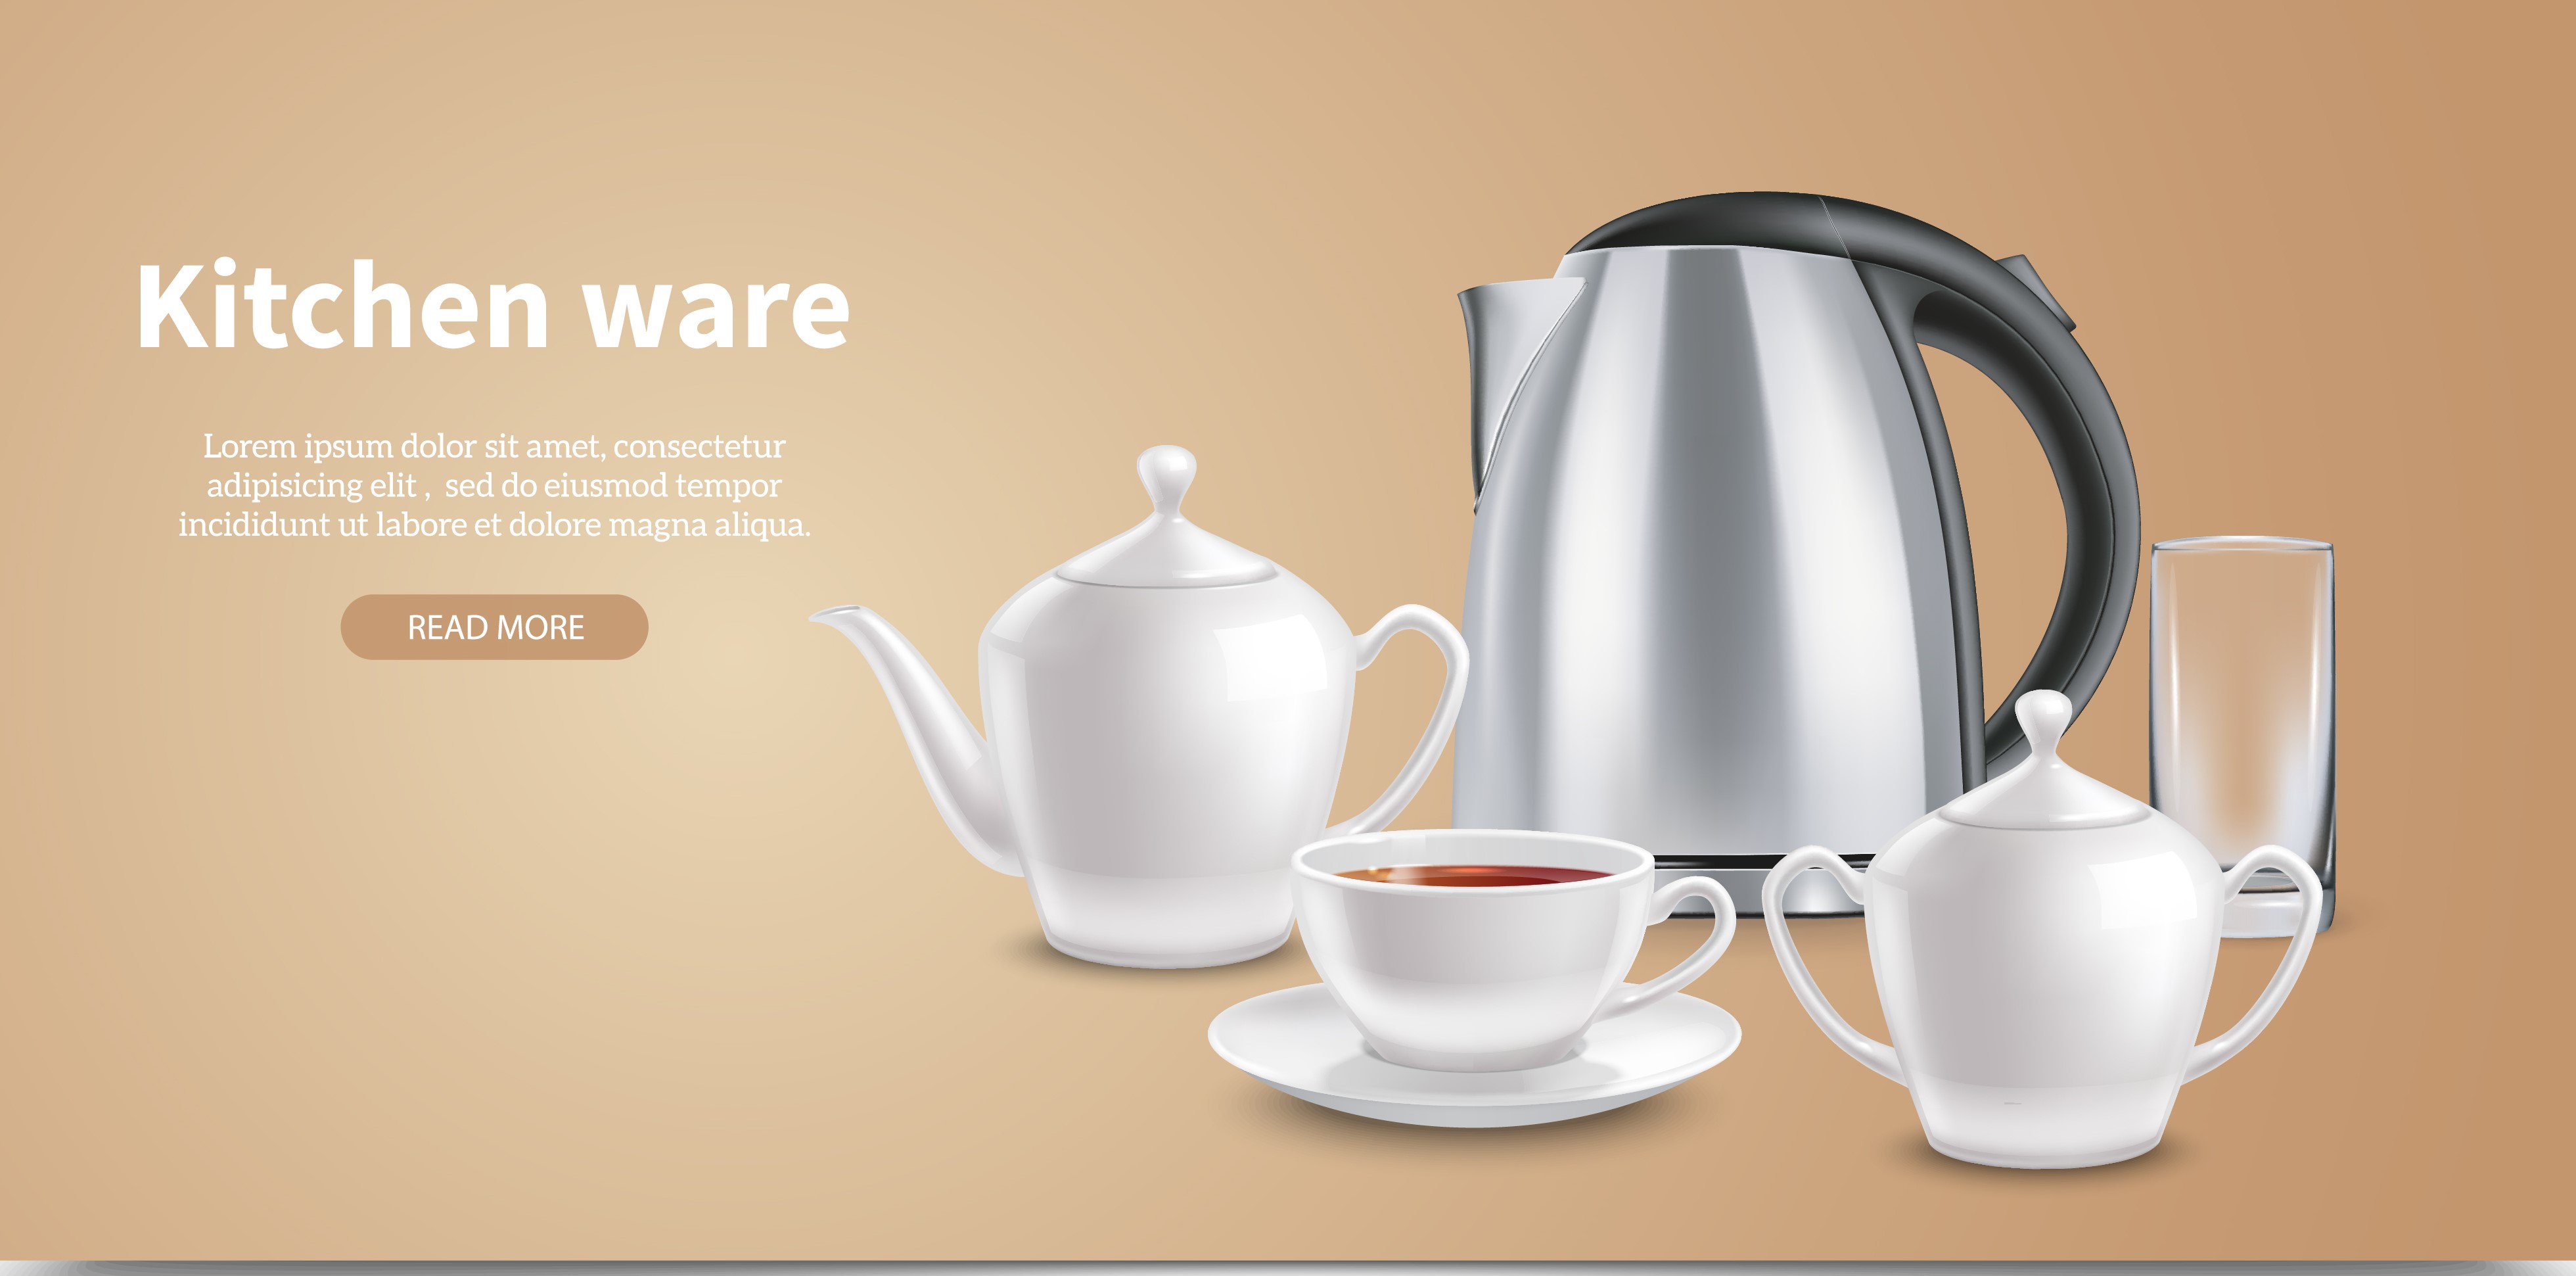 Kitchen ware
Lorem ipsum dolor sit amet, consectetur
adipisicing elit ,  sed do eiusmod tempor
incididunt ut labore et dolore magna aliqua.
READ MORE